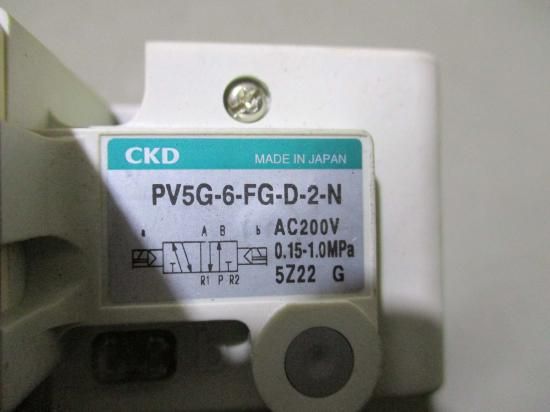 CKD MADE IN JAPAN
PV5G-6-FG-D-2-N
a A B b AC200V
0.15-1.0MPa
R1 P R2 5Z22 G